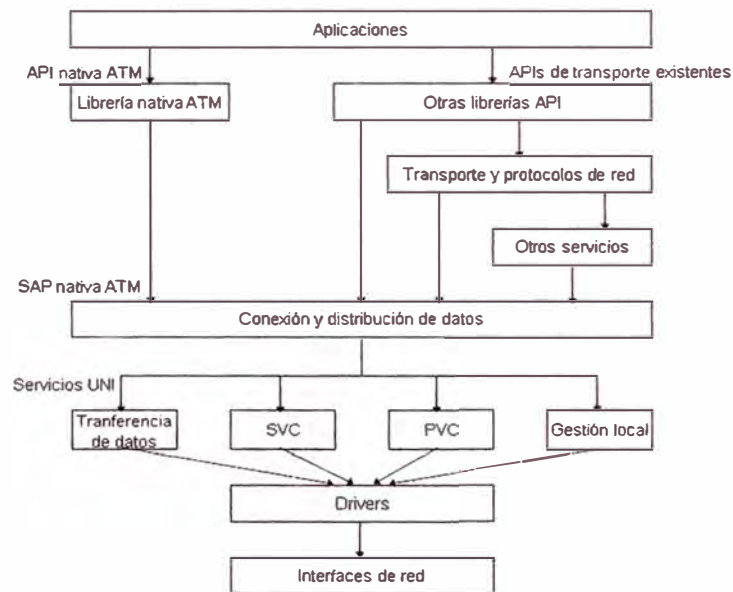 Aplicaciones
API nativa ATM
APIs de transporte existentes
Librería nativa ATM
Otras librerías API
Transporte y protocolos de red
Otros servicios
SAP nativa ATM
Conexión y distribución de datos
Servicios UNI
Tranferencia
de datos
SVC
PVC
Gestión local
Drivers
Interfaces de red